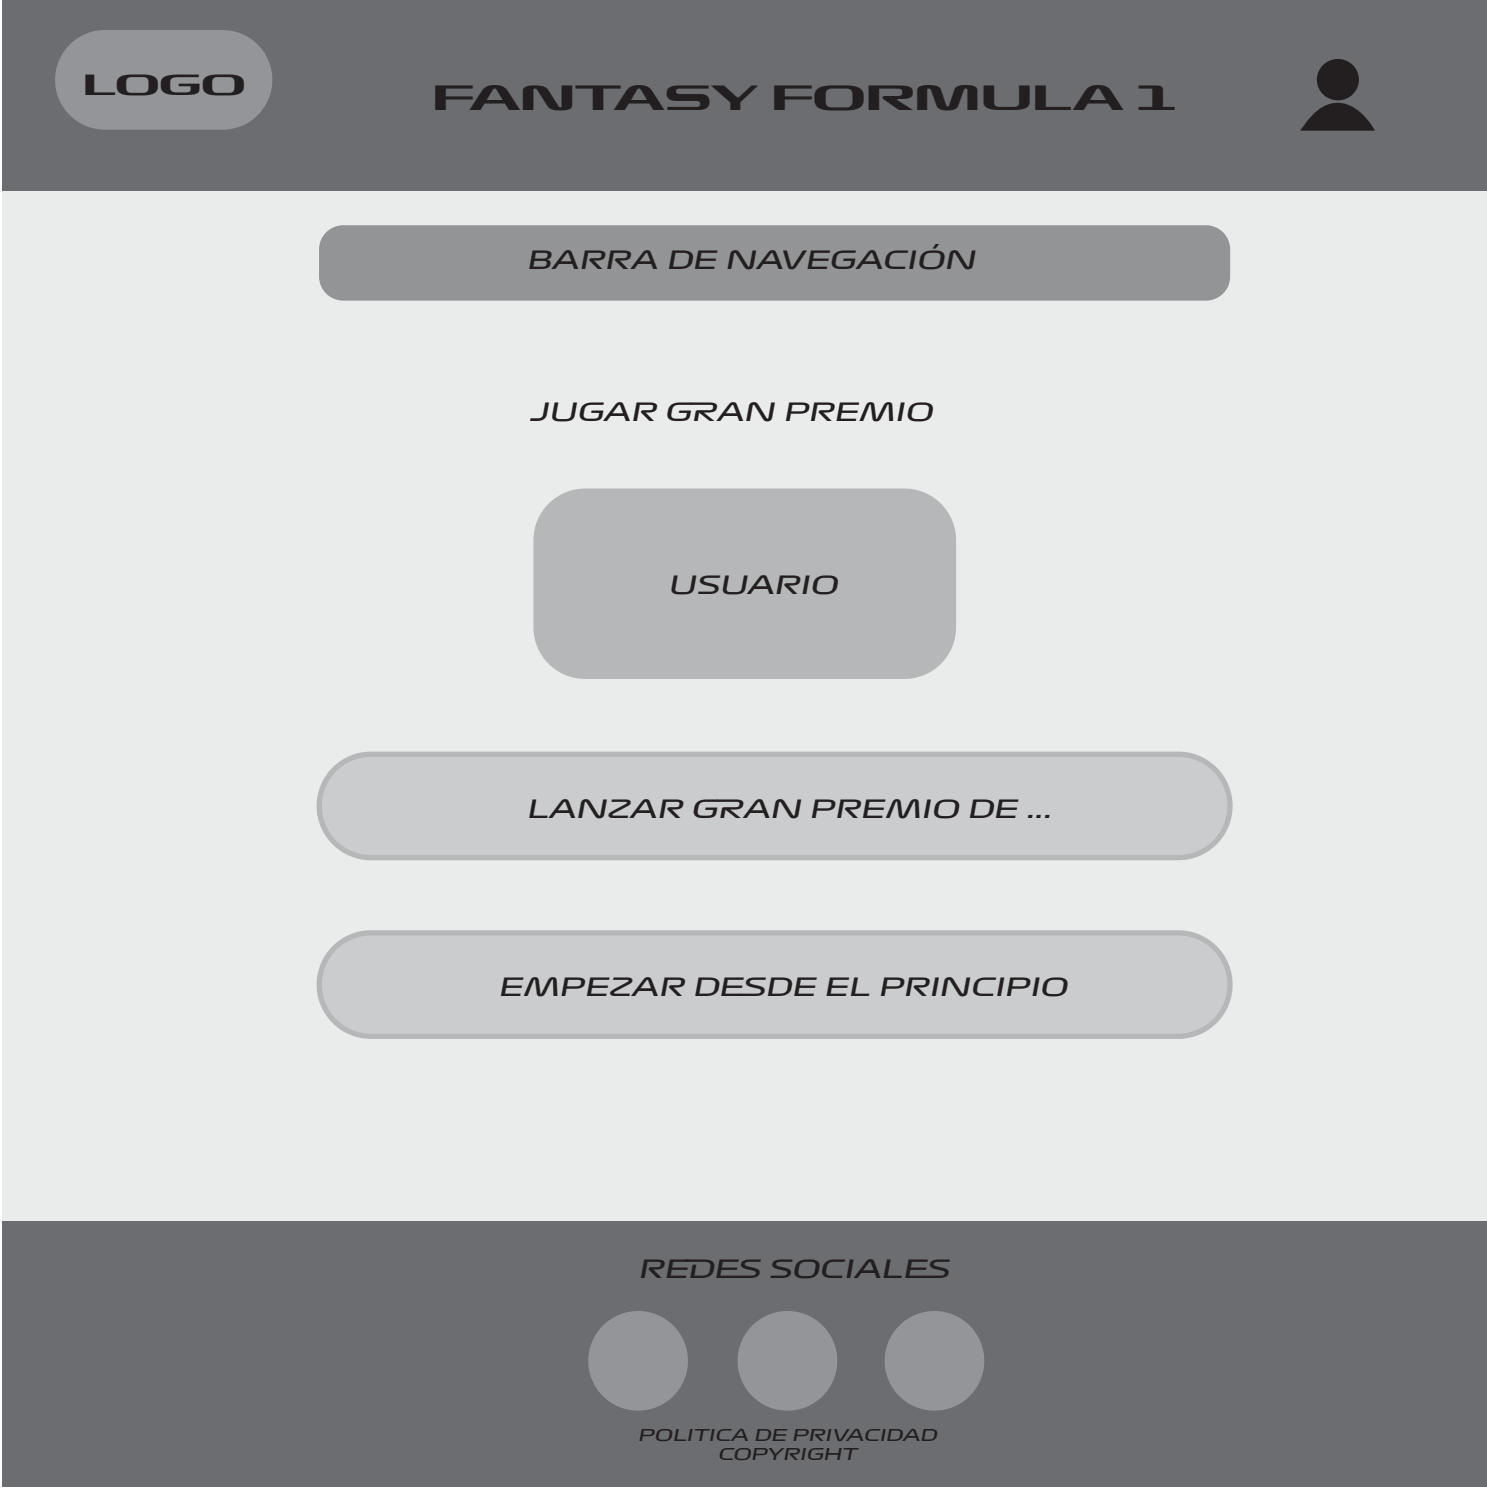 LOGO
FANTASY FORMULA 1
BARRA DE NAVEGACIÓN
JUGAR GRAN PREMIO
USUARIO
LANZAR GRAN PREMIO DE ...
EMPEZAR DESDE EL PRINCIPIO
REDES SOCIALES
POLITICA DE PRIVACIDAD
COPYRIGHT